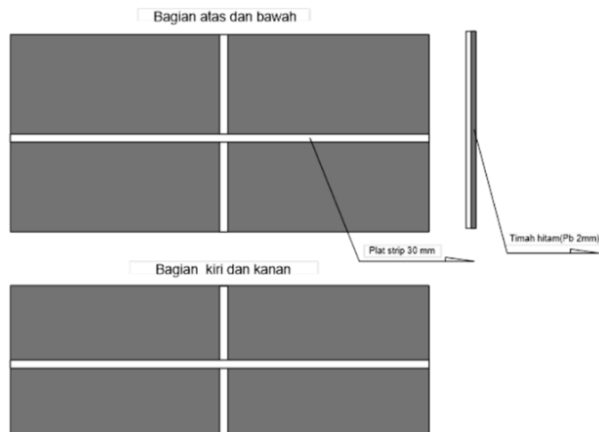 Bagian atas dan bawah
Plat strip 30 mm
Timah hitam(Pb 2mm)
Bagian kiri dan kanan